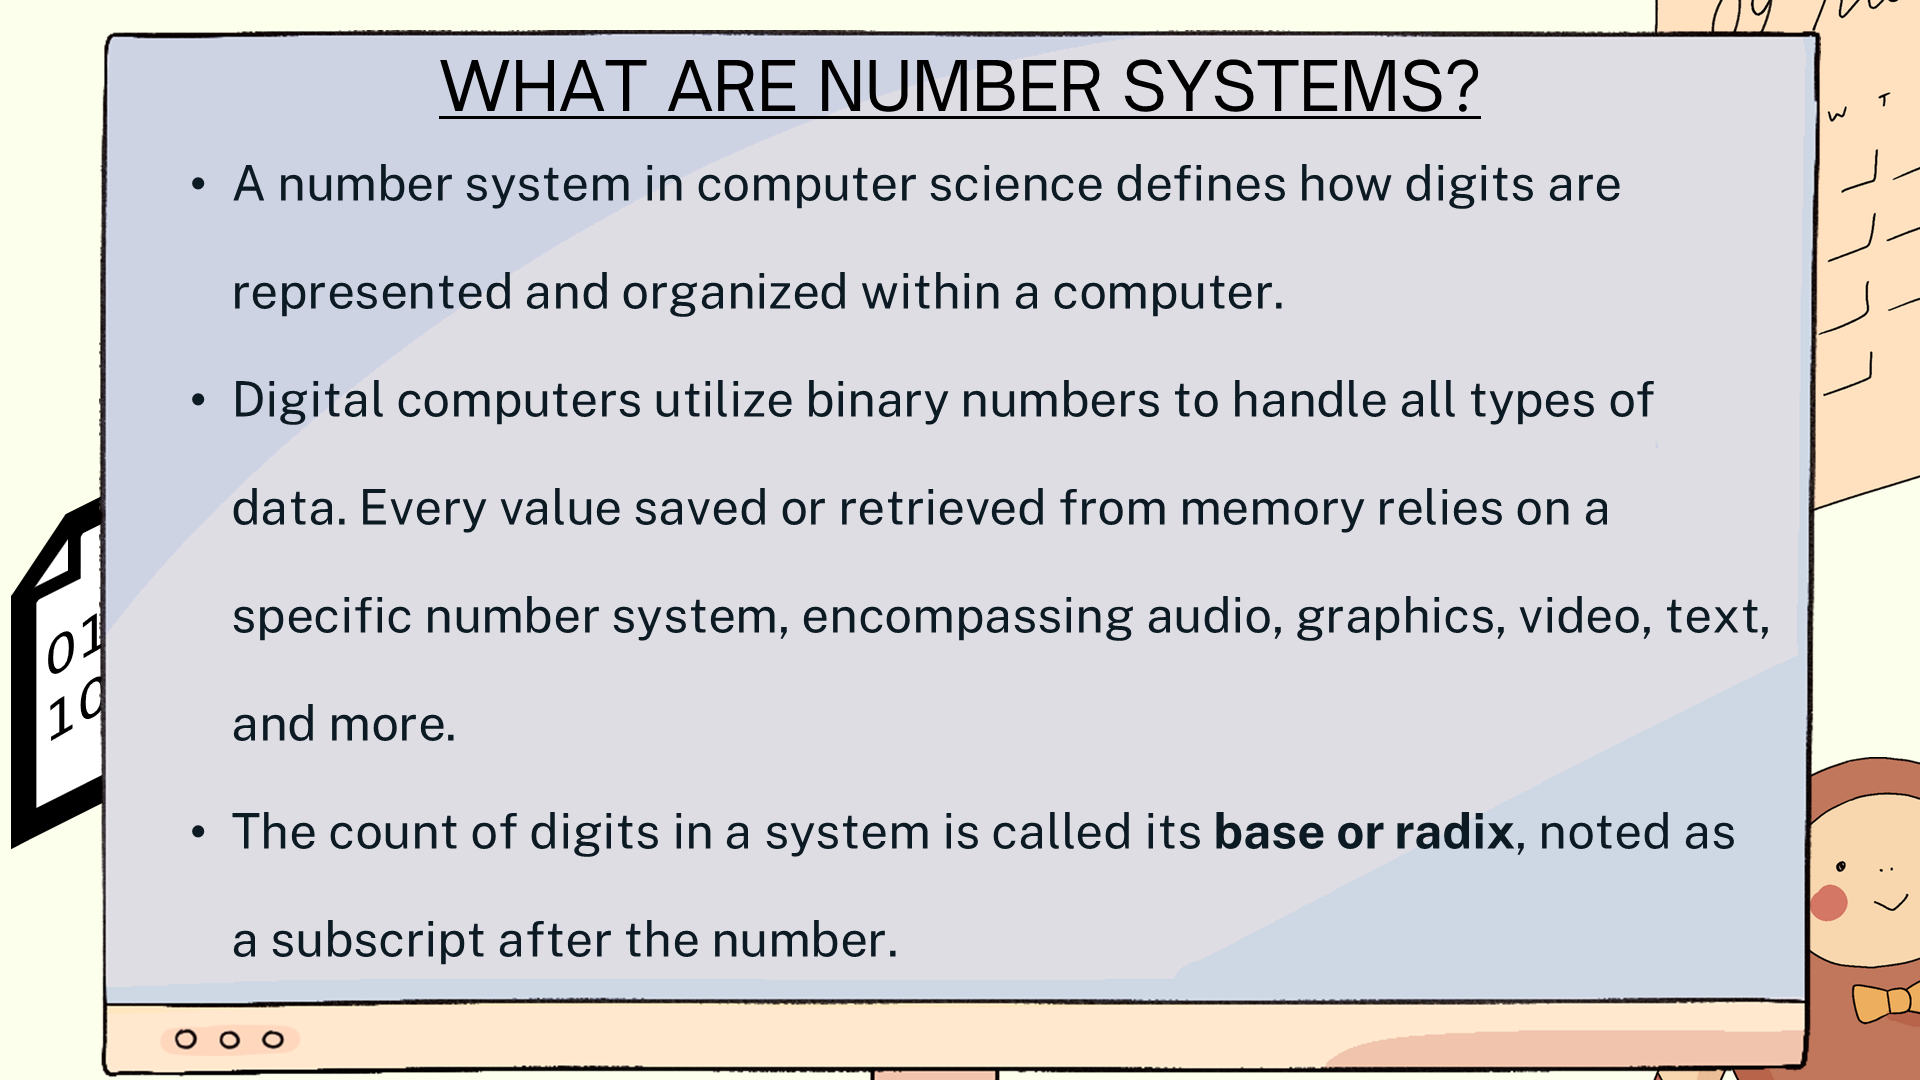 WHAT ARE NUMBER SYSTEMS?
• A number system in computer science defines how digits are
represented and organized within a computer.
• Digital computers utilize binary numbers to handle all types of
data. Every value saved or retrieved from memory relies on a
specific number system, encompassing audio, graphics, video, text,
and more.
• The count of digits in a system is called its base or radix, noted as
a subscript after the number.
01
10
W T